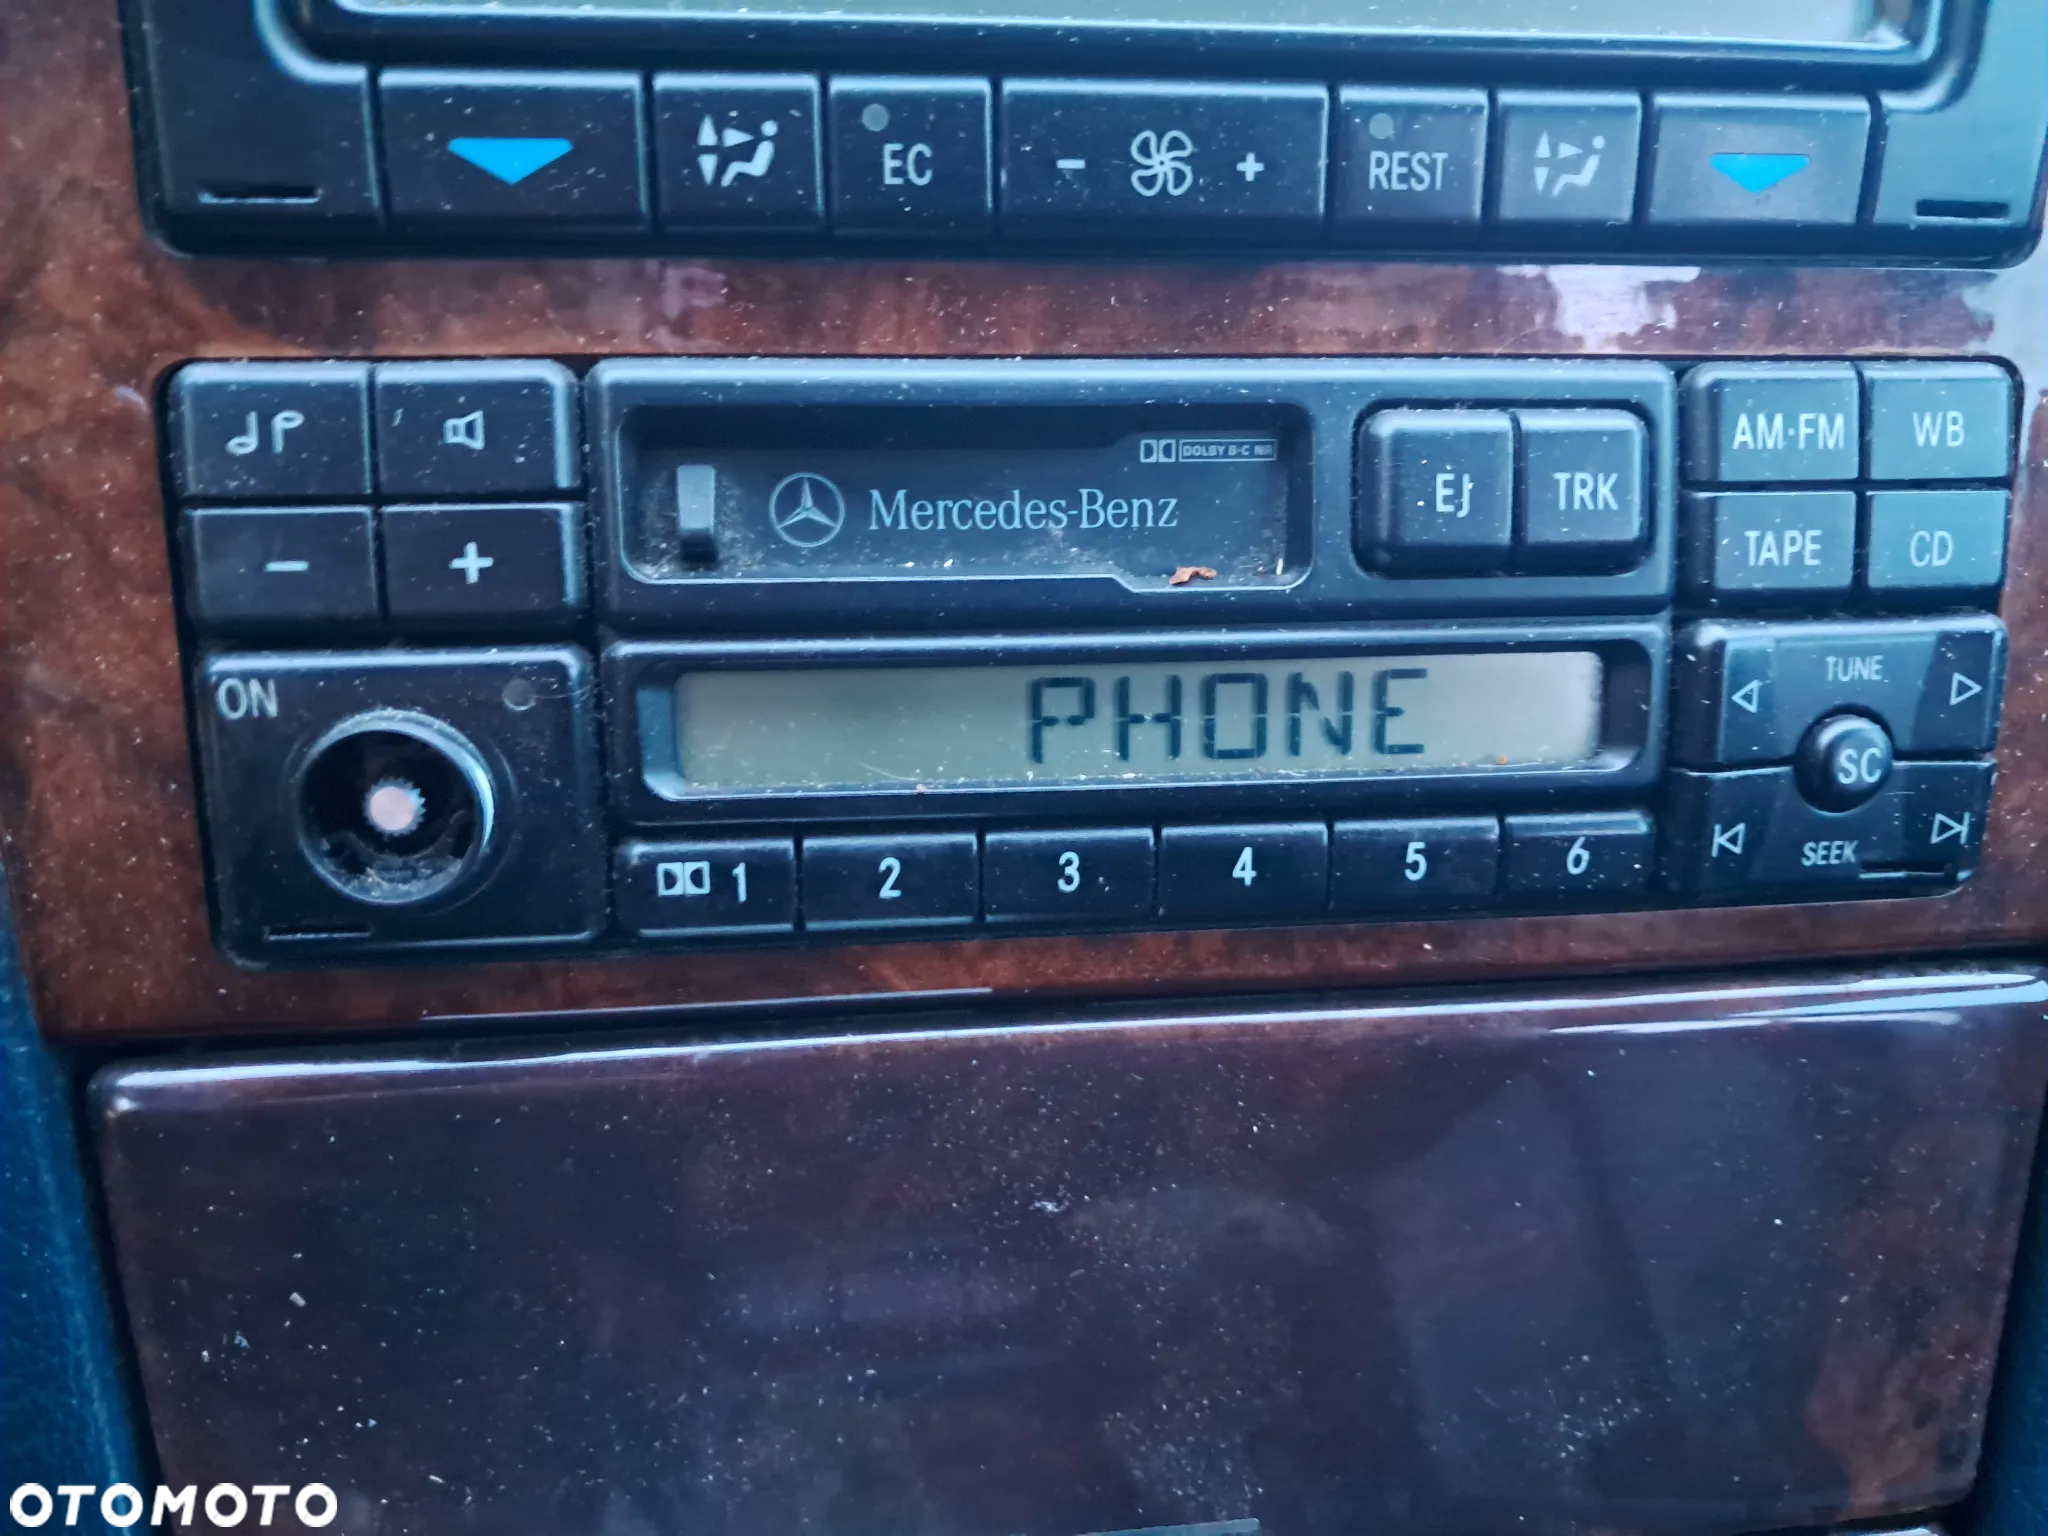 EC
- +
REST
AM·FM WB
DOLBY B·C NR
Mercedes-Benz
EJ TRK
TAPE CD
- +
ON
PHONE
TUNE
SC
SEEK
1 2 3 4 5 6
OTOMOTO